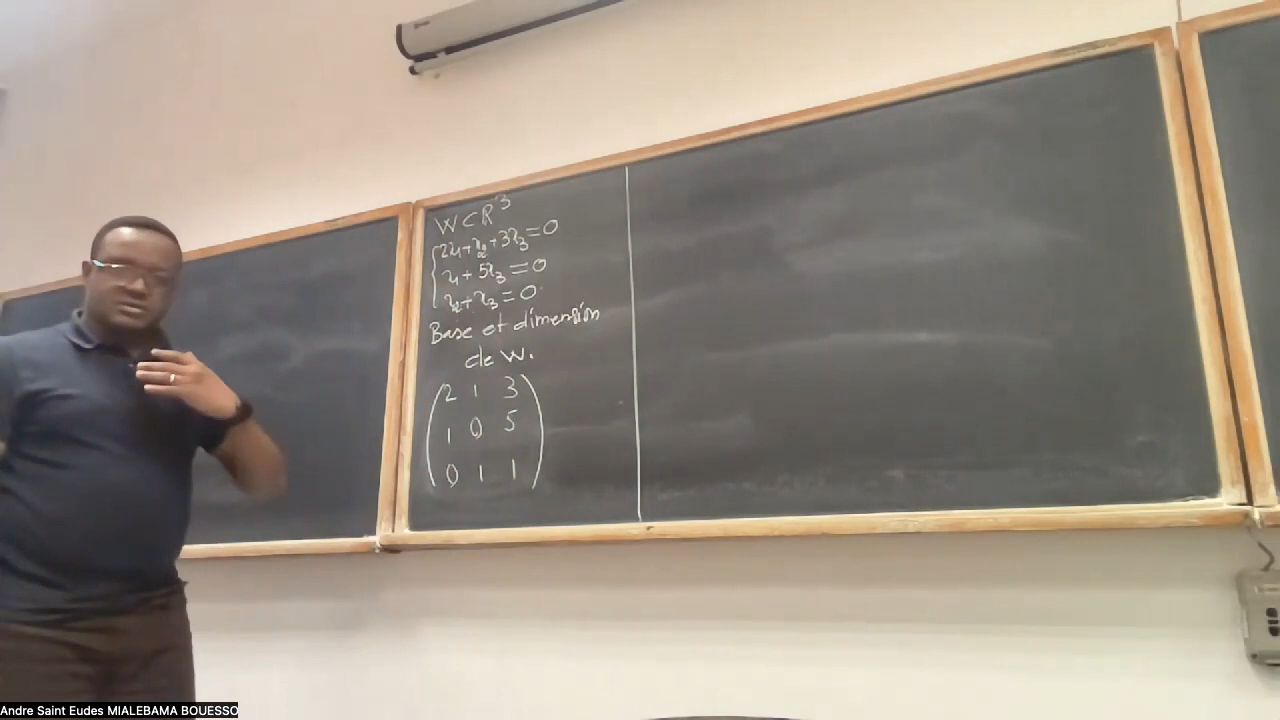 W⊂ℝ³
2x₁+x₂+3x₃=0
x₁+5x₃=0
x₂+x₃=0
Base et dimension
de W.
2 1 3
1 0 5
0 1 1
Andre Saint Eudes MIALEBAMA BOUESSO